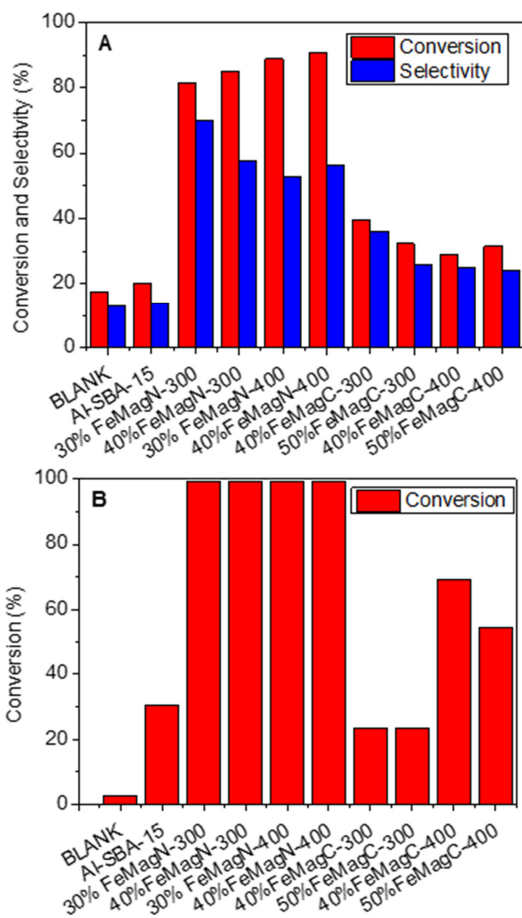 A
Conversion
Selectivity
Conversion and Selectivity (%)
100
80
60
40
20
0
BLANK
Al-SBA-15
30% FeMagN-300
40%FeMagN-300
30% FeMagN-400
40%FeMagN-400
40%FeMagC-300
50%FeMagC-300
40%FeMagC-400
50%FeMagC-400
B
Conversion
Conversion (%)
100
80
60
40
20
0
BLANK
Al-SBA-15
30% FeMagN-300
40%FeMagN-300
30% FeMagN-400
40%FeMagN-400
40%FeMagC-300
50%FeMagC-300
40%FeMagC-400
50%FeMagC-400